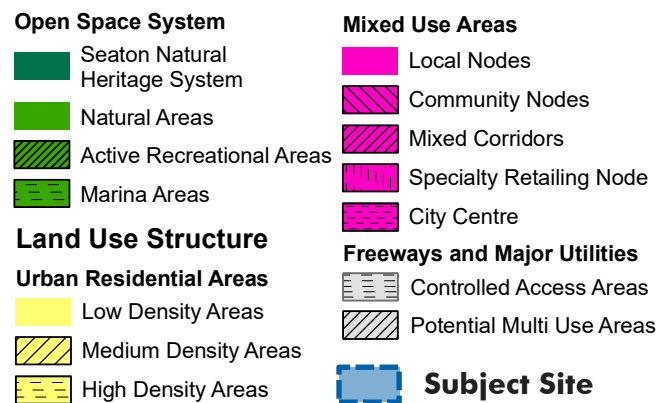 Open Space System
Seaton Natural
Heritage System
Natural Areas
Active Recreational Areas
Marina Areas
Land Use Structure
Urban Residential Areas
Low Density Areas
Medium Density Areas
High Density Areas
Mixed Use Areas
Local Nodes
Community Nodes
Mixed Corridors
Specialty Retailing Node
City Centre
Freeways and Major Utilities
Controlled Access Areas
Potential Multi Use Areas
Subject Site